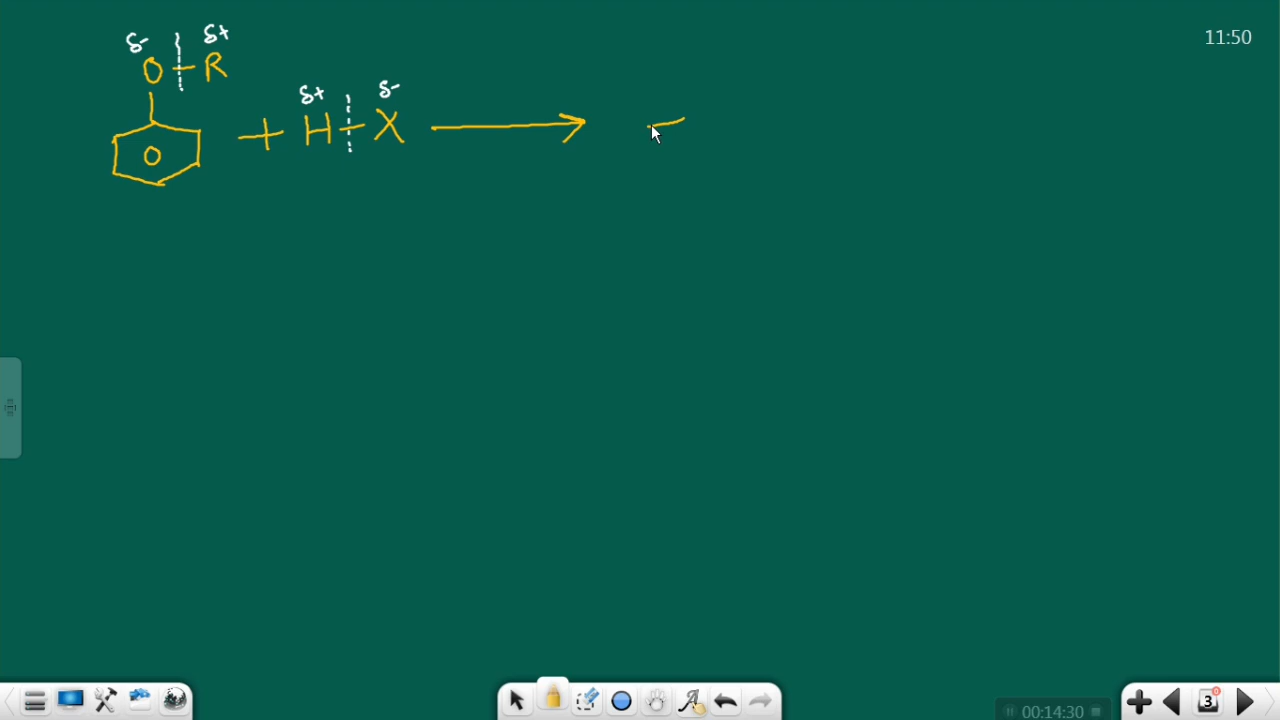 δ- δ+
O - R
11:50
δ+ δ-
+ H - X ⟶
O
00:14:30
3